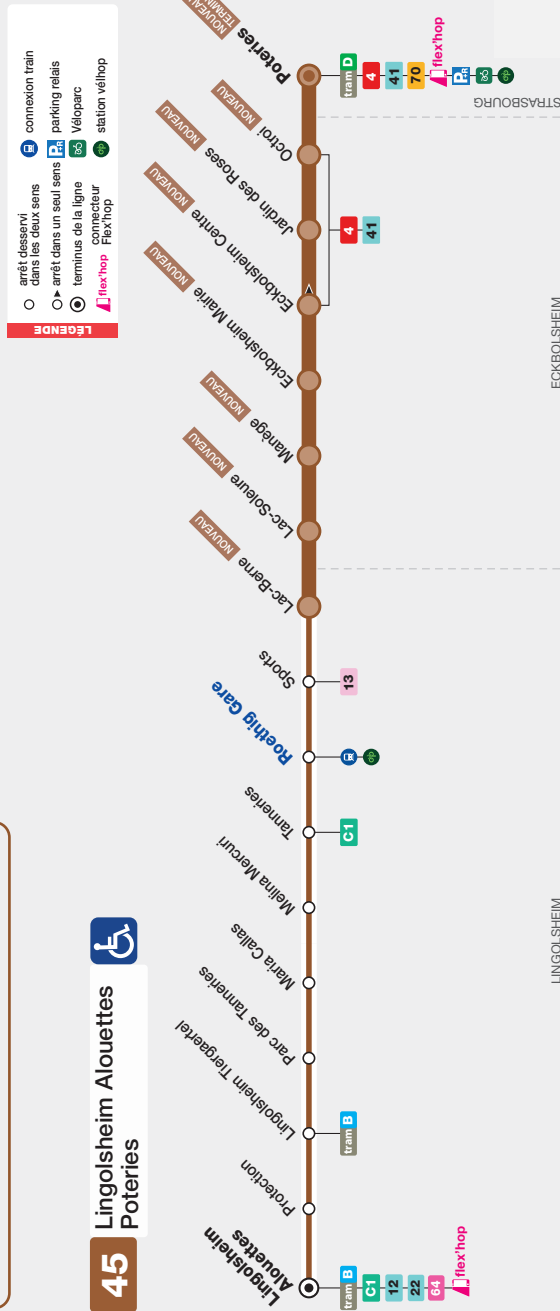 45
Lingolsheim Alouettes
Poteries
LÉGENDE
arrêt desservi
dans les deux sens
arrêt dans un seul sens
terminus de la ligne
flex'hop
connecteur
Flex'hop
connexion train
P+R
parking relais
Véloparc
station vélhop
Lingolsheim
Alouettes
tram B
C1
12
22
64
flex'hop
Protection
Lingolsheim Tiergaertel
tram B
Parc des Tanneries
Maria Callas
Melina Mercuri
Tanneries
C1
Roethig Gare
Sports
13
Lac-Berne
NOUVEAU
Lac-Soleure
NOUVEAU
Manège
NOUVEAU
Eckbolsheim Mairie
NOUVEAU
Eckbolsheim Centre
NOUVEAU
Jardin des Roses
NOUVEAU
Octroi
NOUVEAU
4
41
Poteries
NOUVEAU
tram D
4
41
70
flex'hop
P+R
LINGOLSHEIM
ECKBOLSHEIM
STRASBOURG